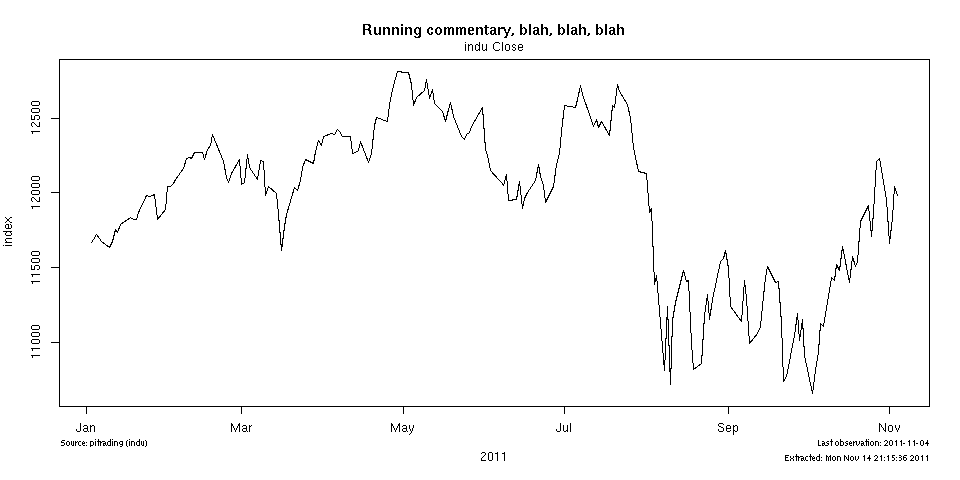 Running commentary, blah, blah, blah
indu Close
index
12500
12000
11500
11000
Jan Mar May Jul Sep Nov
Source: pitrading (indu)
Last observation: 2011-11-04
2011
Extracted: Mon Nov 14 21:15:36 2011